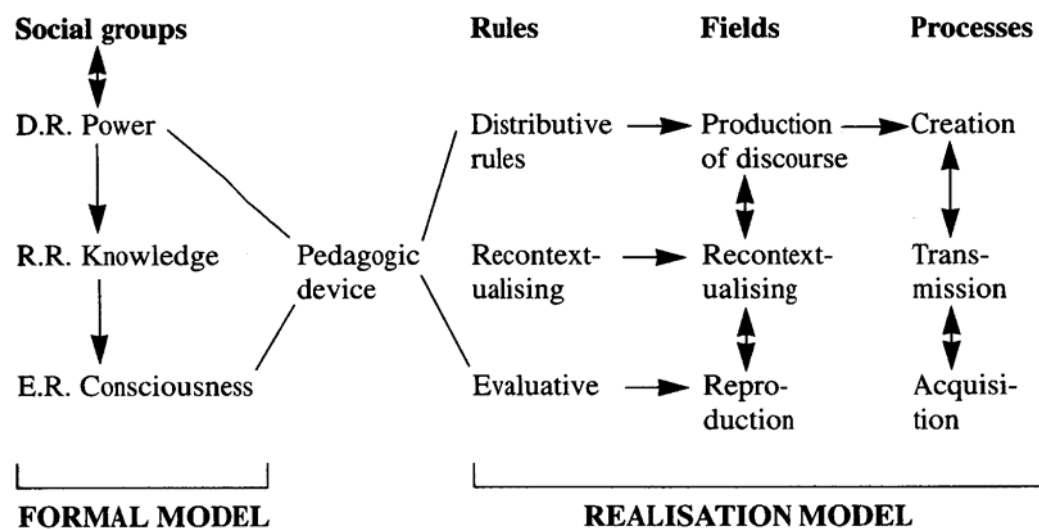 Social groups Rules Fields Processes
D.R. Power Distributive Production Creation
rules of discourse
R.R. Knowledge Pedagogic Recontext- Recontext- Trans-
device ualising ualising mission
E.R. Consciousness Evaluative Repro- Acquisi-
duction tion
FORMAL MODEL REALISATION MODEL